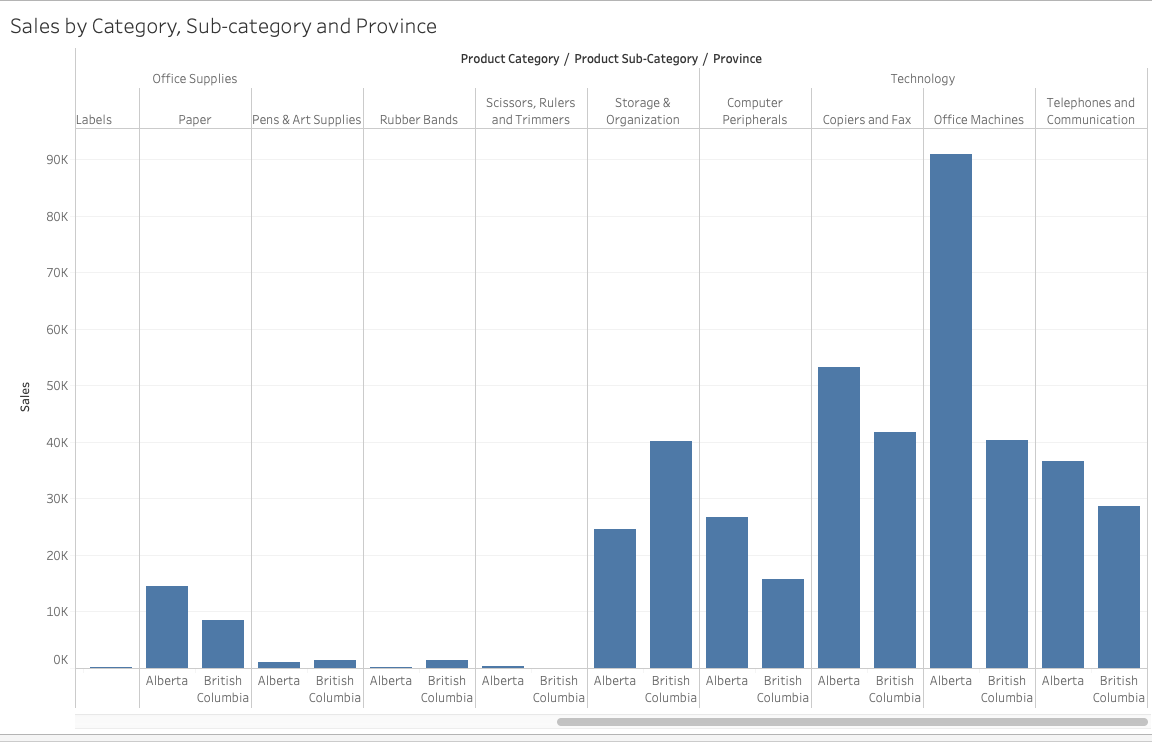 Sales by Category, Sub-category and Province
Product Category / Product Sub-Category / Province
Office Supplies
Technology
Labels
Paper
Pens & Art Supplies
Rubber Bands
Scissors, Rulers
and Trimmers
Storage &
Organization
Computer
Peripherals
Copiers and Fax
Office Machines
Telephones and
Communication
Sales
90K
80K
70K
60K
50K
40K
30K
20K
10K
0K
Alberta
British
Columbia
Alberta
British
Columbia
Alberta
British
Columbia
Alberta
British
Columbia
Alberta
British
Columbia
Alberta
British
Columbia
Alberta
British
Columbia
Alberta
British
Columbia
Alberta
British
Columbia